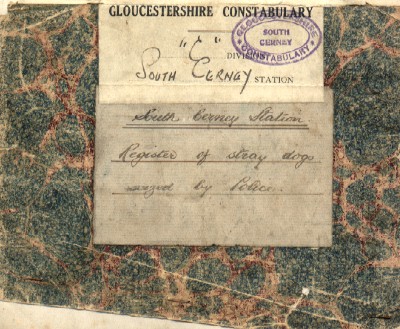 GLOUCESTERSHIRE CONSTABULARY
"E" DIVISION
SOUTH CERNEY STATION
GLOUCESTERSHIRE
SOUTH
CERNEY
CONSTABULARY
South Cerney Station
Register of stray dogs
seized by Police